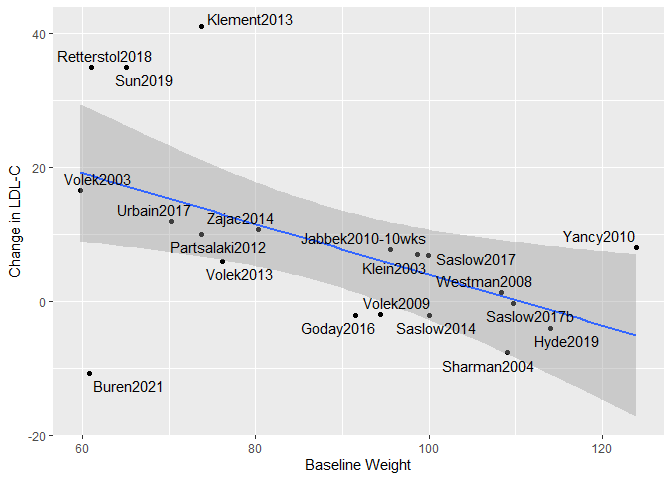 Klement2013
40
Retterstol2018
Sun2019
20
Volek2003
Urbain2017
Zajac2014
Partsalaki2012
Volek2013
Jabbek2010-10wks
Klein2003
Saslow2017
Yancy2010
Westman2008
0
Volek2009
Goday2016
Saslow2014
Saslow2017b
Hyde2019
Sharman2004
Buren2021
-20
60
80
100
120
Change in LDL-C
Baseline Weight